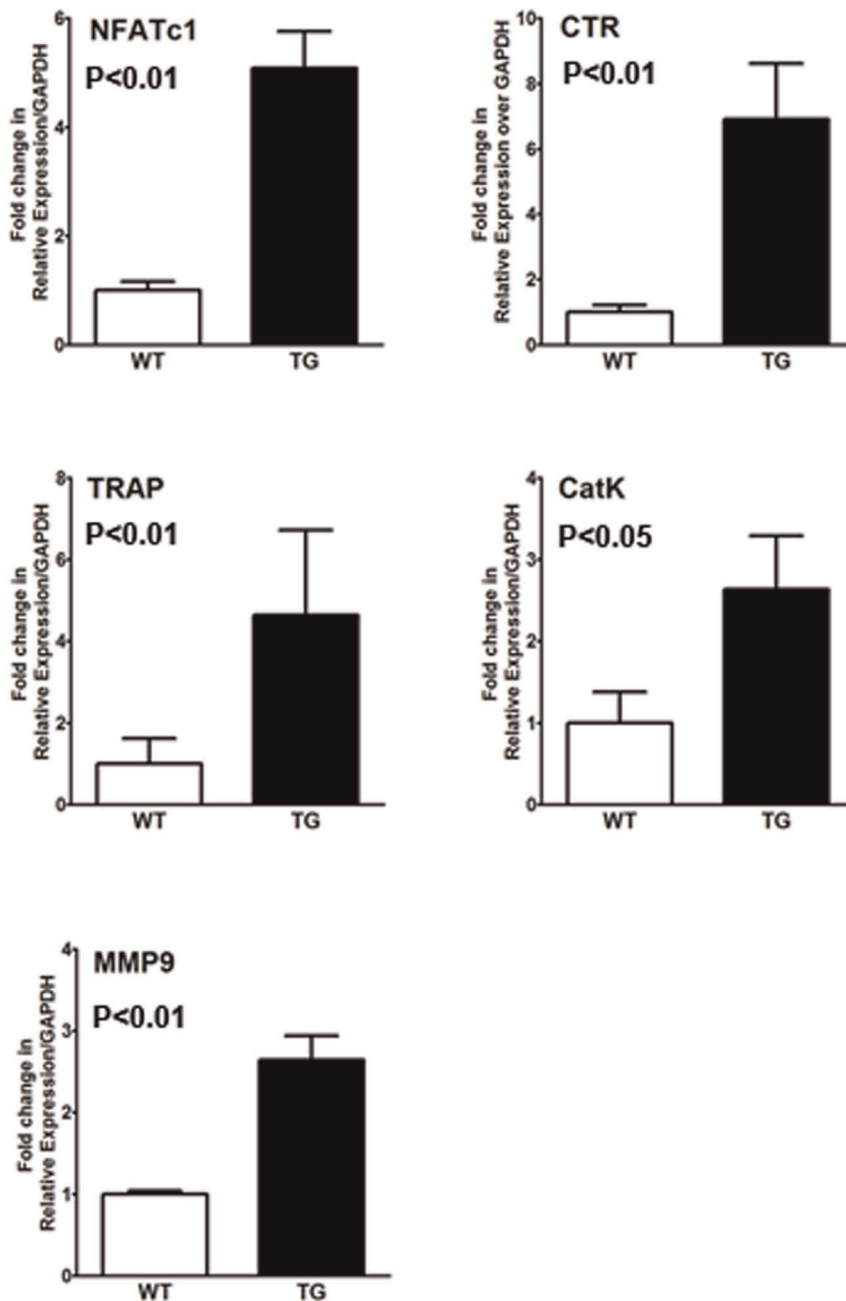 NFATc1
P<0.01
Fold change in
Relative Expression/GAPDH
6
4
2
0
WT TG
CTR
P<0.01
Fold change in
Relative Expression over GAPDH
10
8
6
4
2
0
WT TG
TRAP
P<0.01
Fold change in
Relative Expression/GAPDH
8
6
4
2
0
WT TG
CatK
P<0.05
Fold change in
Relative Expression/GAPDH
4
3
2
1
0
WT TG
MMP9
P<0.01
Fold change in
Relative Expression/GAPDH
4
3
2
1
0
WT TG